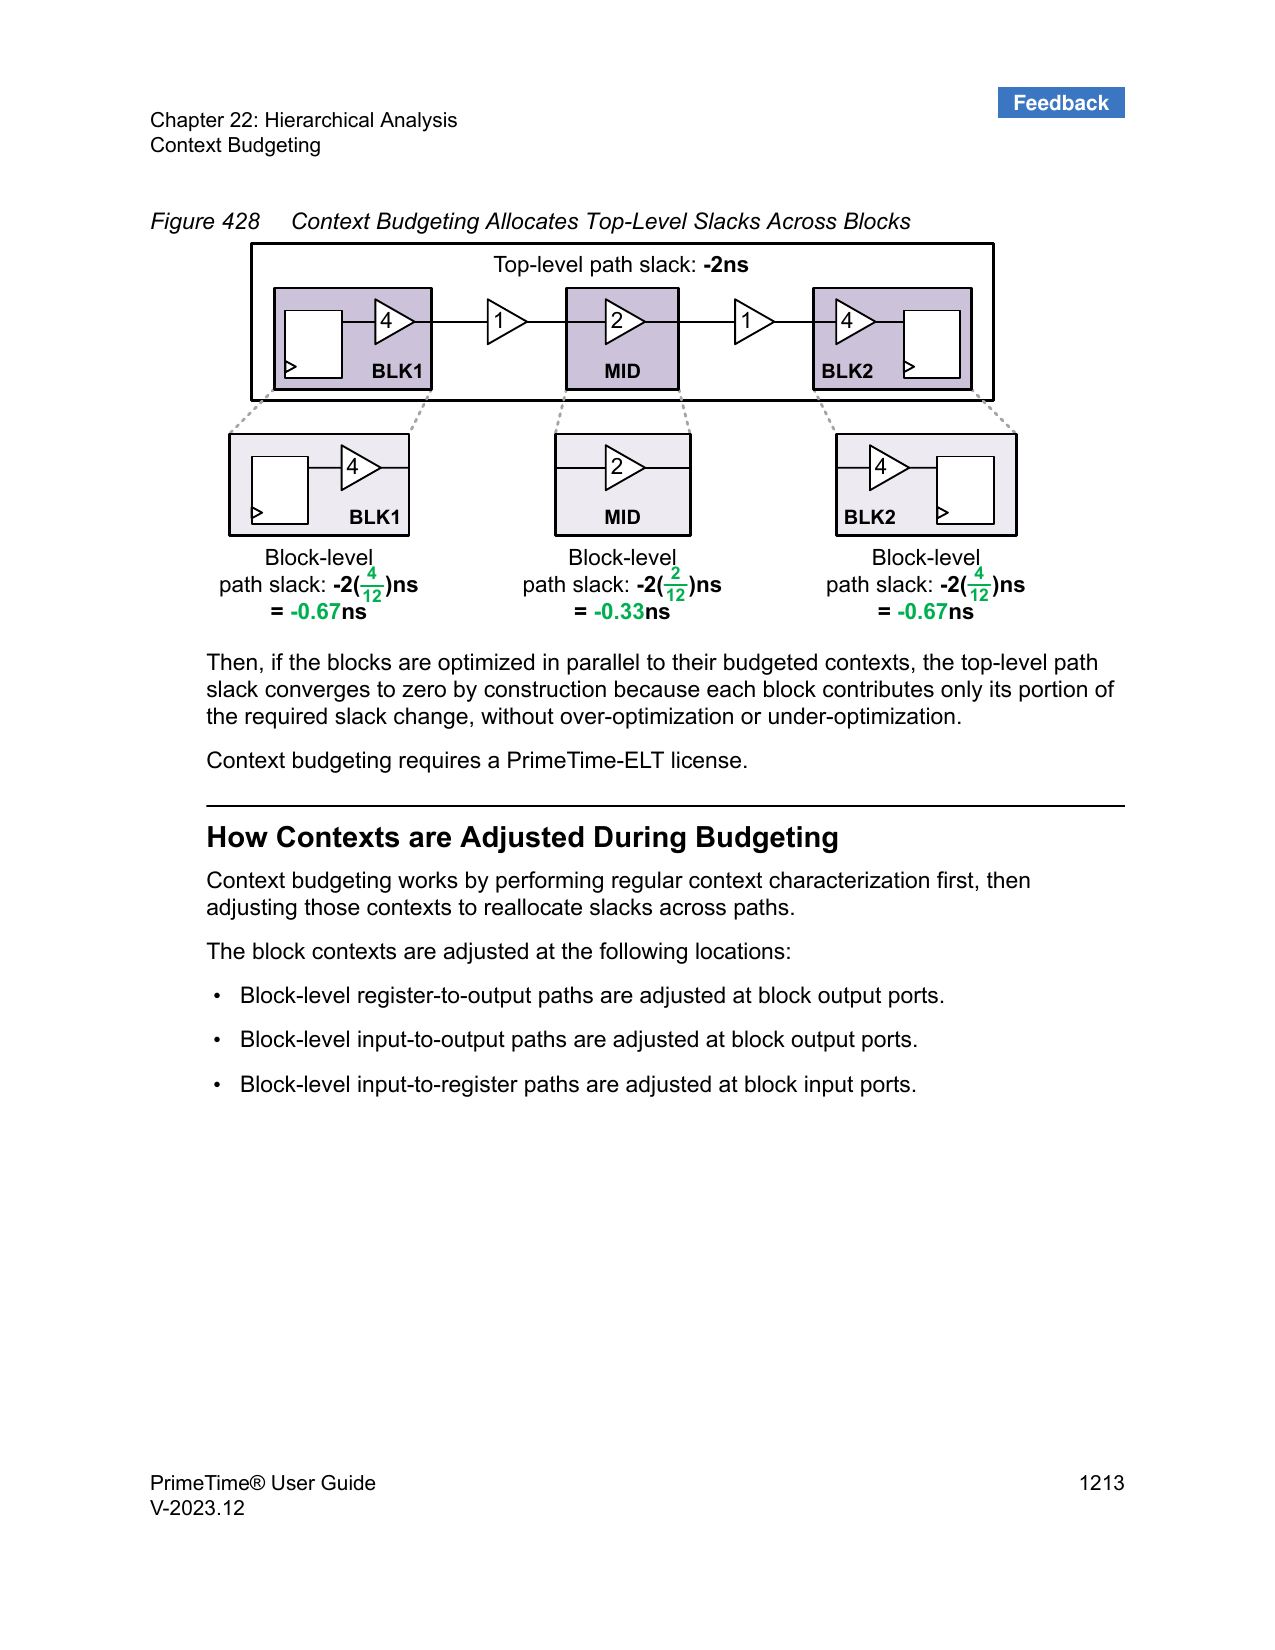 Feedback
Chapter 22: Hierarchical Analysis
Context Budgeting
Figure 428 Context Budgeting Allocates Top-Level Slacks Across Blocks
Top-level path slack: -2ns
4 1 2 1 4
BLK1 MID BLK2
4 2 4
BLK1 MID BLK2
Block-level
path slack: -2(4/12)ns
= -0.67ns
Block-level
path slack: -2(2/12)ns
= -0.33ns
Block-level
path slack: -2(4/12)ns
= -0.67ns
Then, if the blocks are optimized in parallel to their budgeted contexts, the top-level path
slack converges to zero by construction because each block contributes only its portion of
the required slack change, without over-optimization or under-optimization.
Context budgeting requires a PrimeTime-ELT license.
How Contexts are Adjusted During Budgeting
Context budgeting works by performing regular context characterization first, then
adjusting those contexts to reallocate slacks across paths.
The block contexts are adjusted at the following locations:
• Block-level register-to-output paths are adjusted at block output ports.
• Block-level input-to-output paths are adjusted at block output ports.
• Block-level input-to-register paths are adjusted at block input ports.
PrimeTime® User Guide 1213
V-2023.12